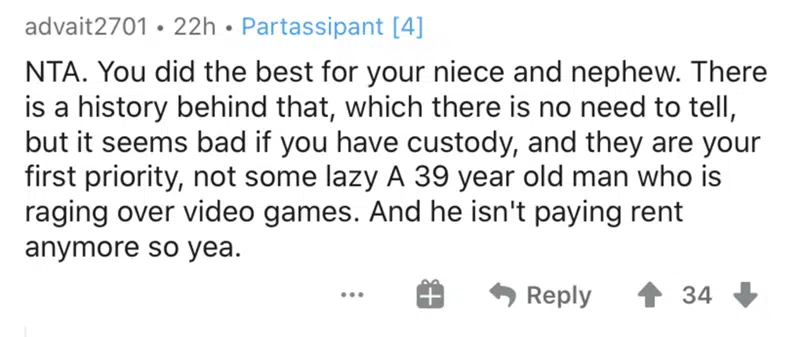 advait2701 • 22h • Partassipant [4]
NTA. You did the best for your niece and nephew. There
is a history behind that, which there is no need to tell,
but it seems bad if you have custody, and they are your
first priority, not some lazy A 39 year old man who is
raging over video games. And he isn't paying rent
anymore so yea.
... Reply 34